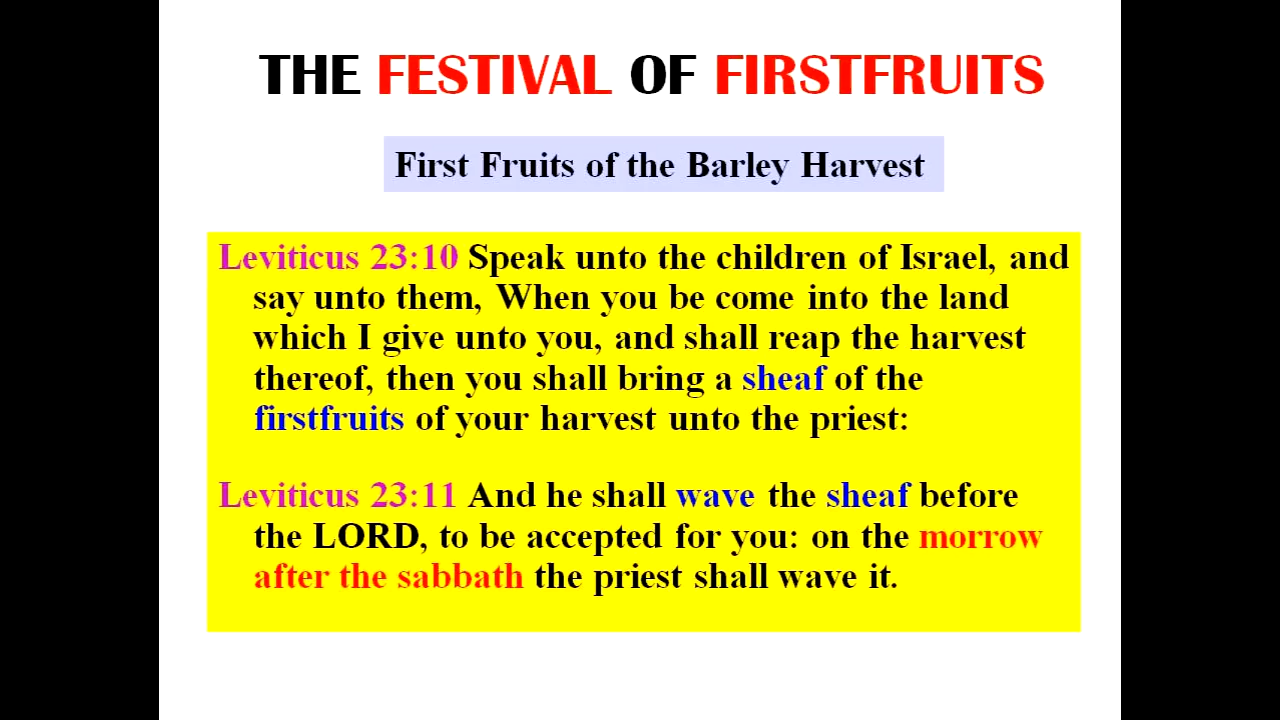 THE FESTIVAL OF FIRSTFRUITS
First Fruits of the Barley Harvest
Leviticus 23:10 Speak unto the children of Israel, and
say unto them, When you be come into the land
which I give unto you, and shall reap the harvest
thereof, then you shall bring a sheaf of the
firstfruits of your harvest unto the priest:
Leviticus 23:11 And he shall wave the sheaf before
the LORD, to be accepted for you: on the morrow
after the sabbath the priest shall wave it.